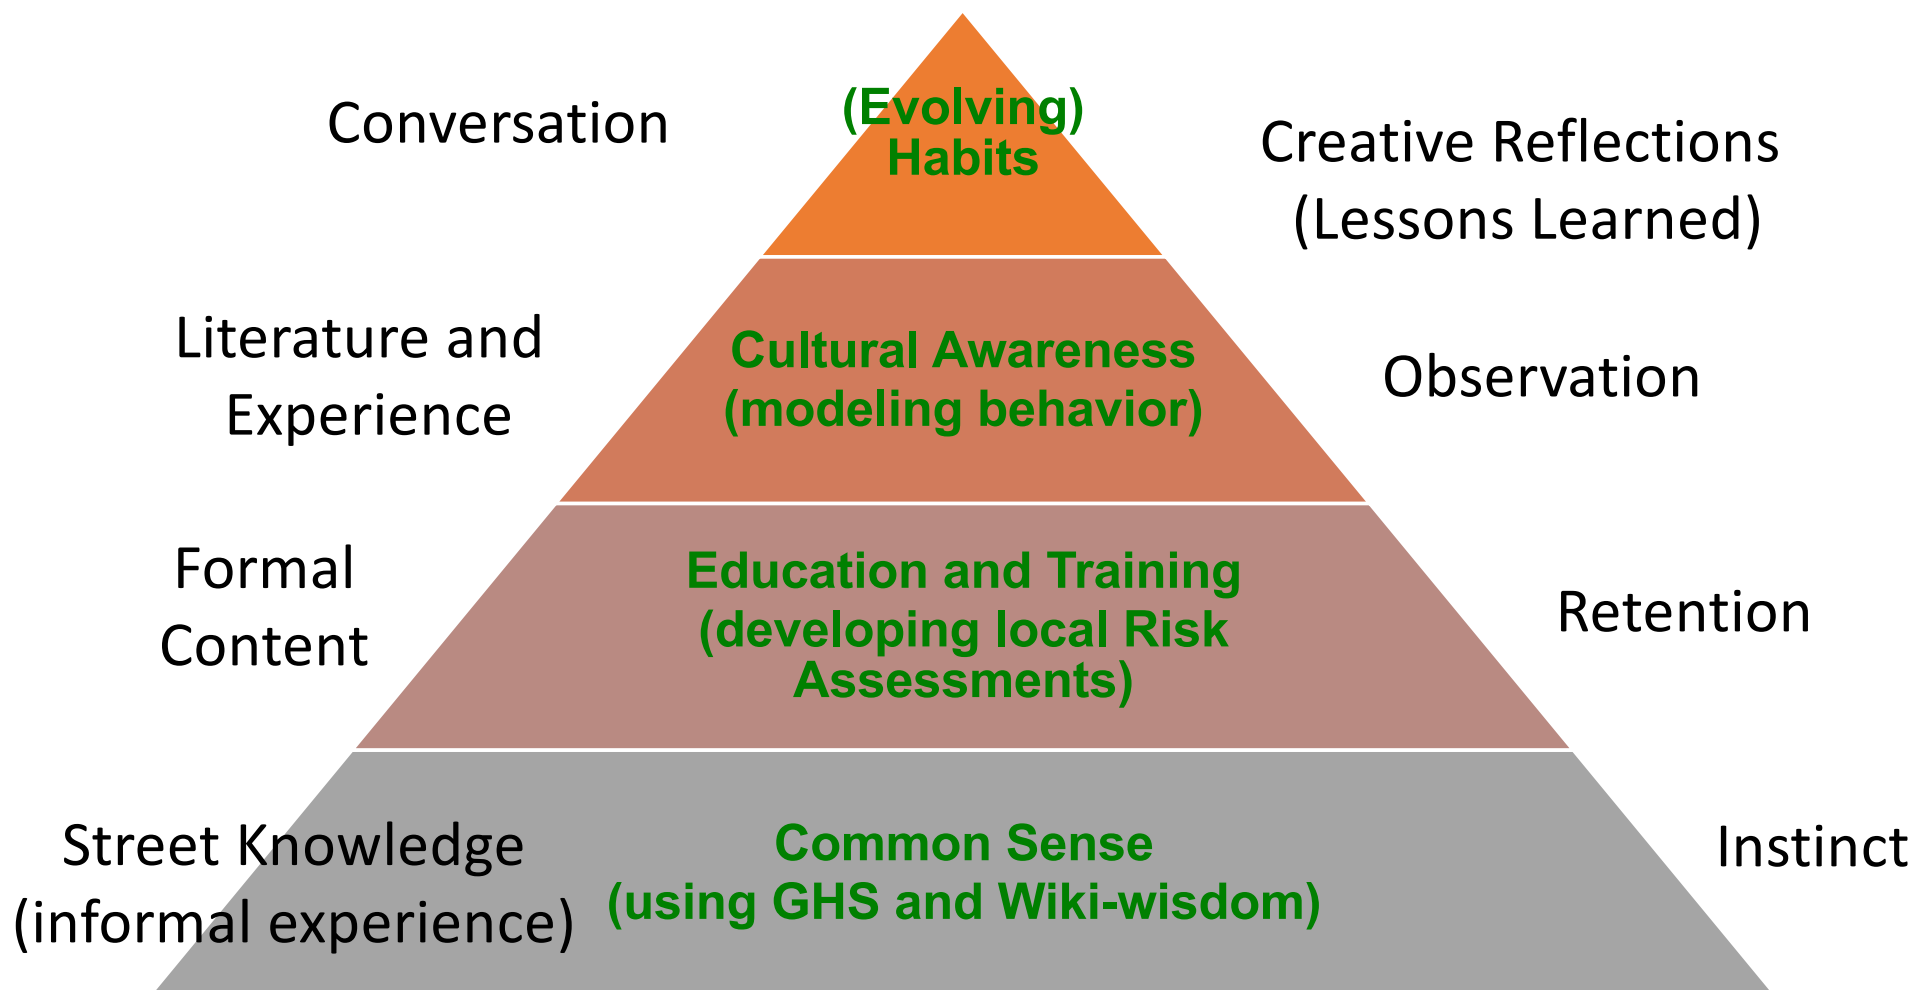 Conversation
(Evolving)
Habits
Creative Reflections
(Lessons Learned)
Literature and
Experience
Cultural Awareness
(modeling behavior)
Observation
Formal
Content
Education and Training
(developing local Risk
Assessments)
Retention
Street Knowledge
(informal experience)
Common Sense
(using GHS and Wiki-wisdom)
Instinct